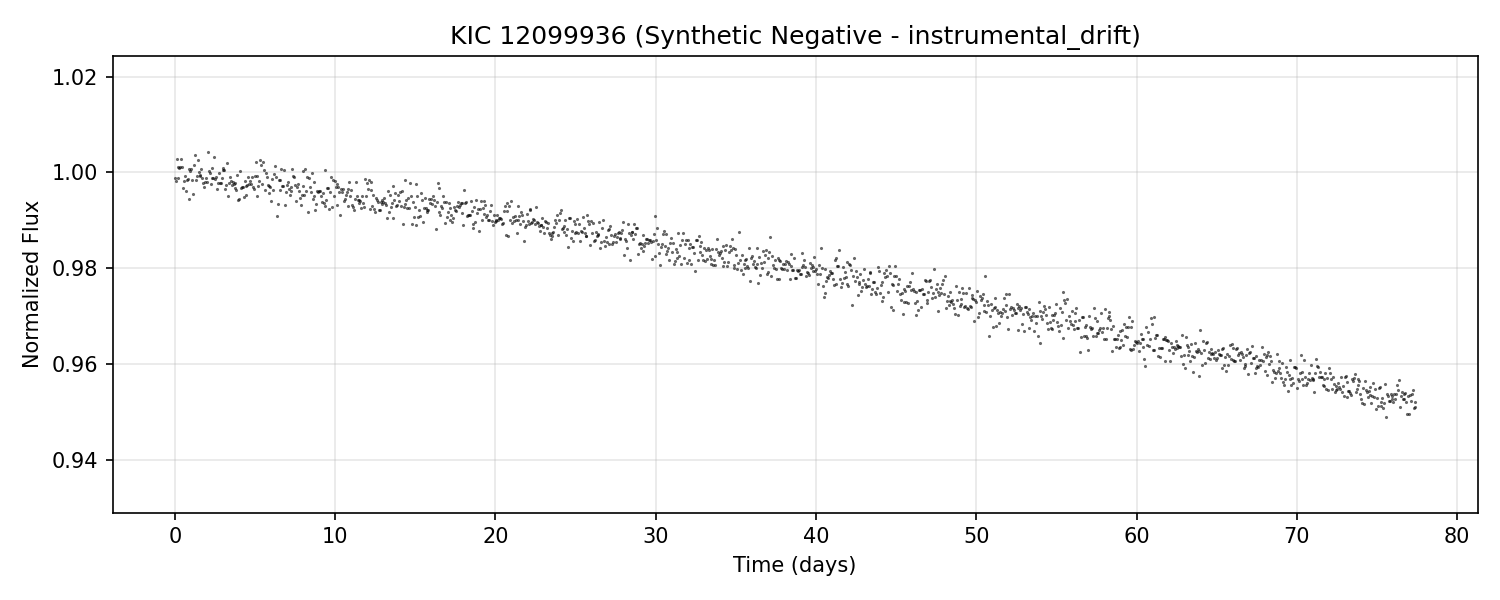 KIC 12099936 (Synthetic Negative - instrumental_drift)
Normalized Flux
1.02
1.00
0.98
0.96
0.94
0 10 20 30 40 50 60 70 80
Time (days)